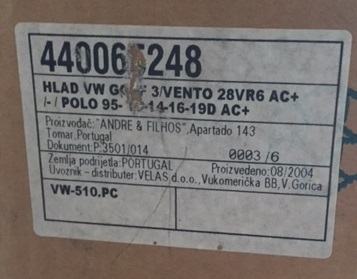 440065248
HLAD VW GOLF 3/VENTO 28VR6 AC+
/-/ POLO 95- -14-16-19D AC+
Proizvođač: "ANDRE & FILHOS", Apartado 143
Tomar, Portugal
Dokument:P.3501/014
0003 /6
Zemlja podrijetla: PORTUGAL
Proizvedeno: 08/2004
Uvoznik - distributer: VELAS d.o.o., Vukomerička BB, V. Gorica
VW-510.PC